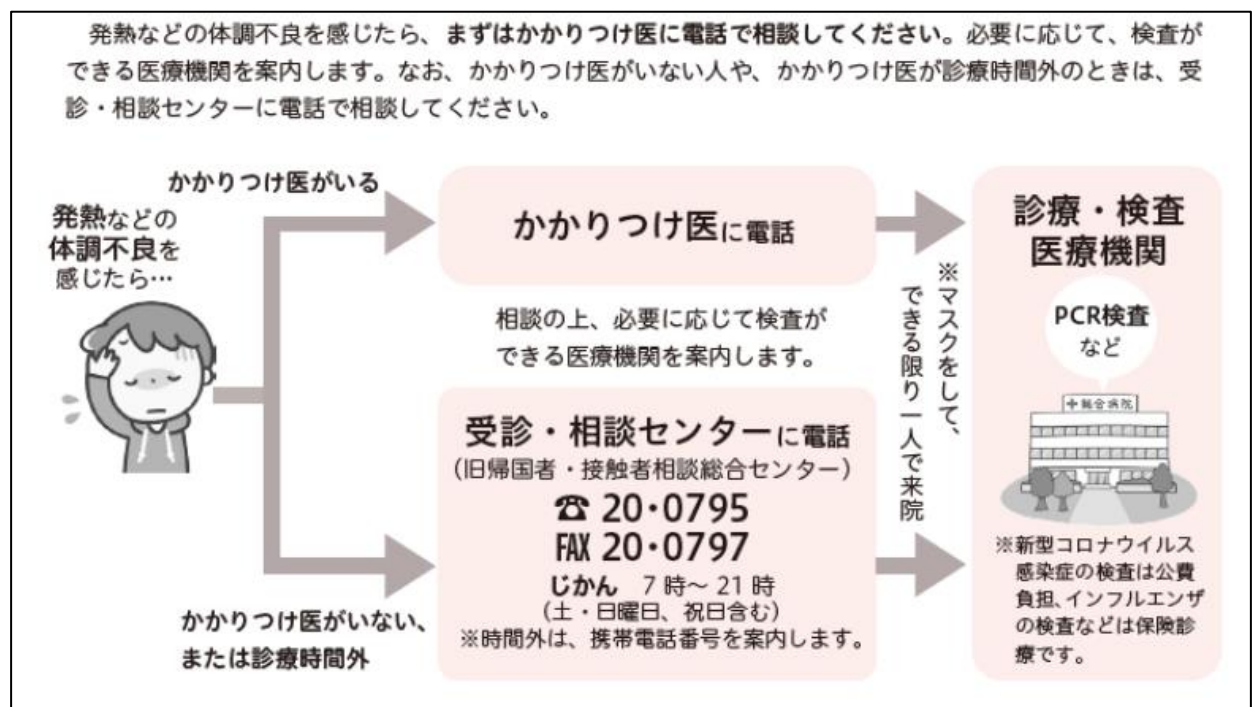 発熱などの体調不良を感じたら、まずはかかりつけ医に電話で相談してください。必要に応じて、検査が
できる医療機関を案内します。なお、かかりつけ医がいない人や、かかりつけ医が診療時間外のときは、受
診・相談センターに電話で相談してください。
発熱などの
体調不良を
感じたら…
かかりつけ医がいる
かかりつけ医に電話
相談の上、必要に応じて検査が
できる医療機関を案内します。
かかりつけ医がいない、
または診療時間外
受診・相談センターに電話
(旧帰国者・接触者相談総合センター)
☎ 20・0795
FAX 20・0797
じかん 7時～21時
(土・日曜日、祝日含む)
※時間外は、携帯電話番号を案内します。
※マスクをして、
できる限り一人で来院
診療・検査
医療機関
PCR検査
など
総合病院
※新型コロナウイルス
感染症の検査は公費
負担、インフルエンザ
の検査などは保険診
療です。